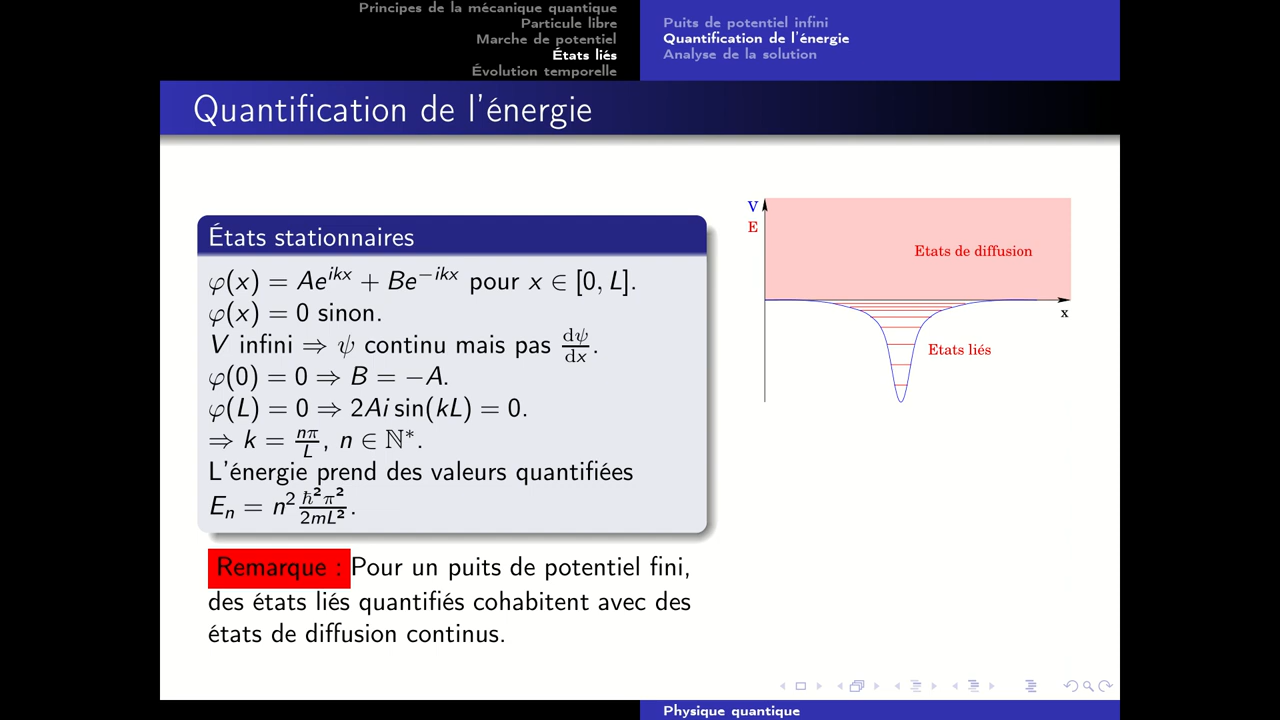 Principes de la mécanique quantique
Particule libre
Marche de potentiel
États liés
Évolution temporelle
Puits de potentiel infini
Quantification de l'énergie
Analyse de la solution
Quantification de l'énergie
États stationnaires
φ(x) = Ae^{ikx} + Be^{−ikx} pour x ∈ [0, L].
φ(x) = 0 sinon.
V infini ⇒ ψ continu mais pas dψ/dx.
φ(0) = 0 ⇒ B = −A.
φ(L) = 0 ⇒ 2Ai sin(kL) = 0.
⇒ k = nπ/L, n ∈ ℕ*.
L'énergie prend des valeurs quantifiées
E_n = n² ħ²π²/2mL².
Remarque : Pour un puits de potentiel fini,
des états liés quantifiés cohabitent avec des
états de diffusion continus.
V
E
Etats de diffusion
x
Etats liés
Physique quantique